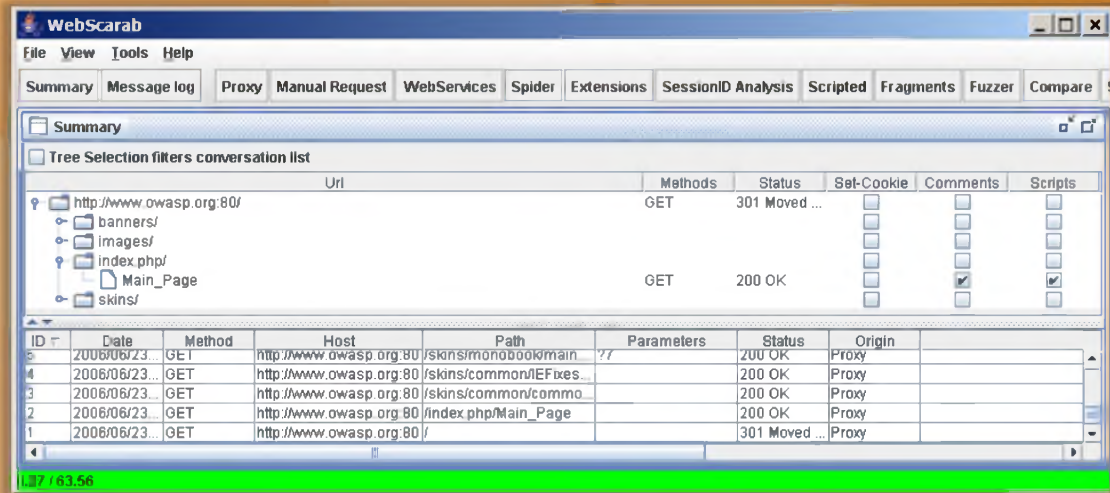 WebScarab
File View Tools Help
Summary Message log Proxy Manual Request WebServices Spider Extensions SessionID Analysis Scripted Fragments Fuzzer Compare
Summary
Tree Selection filters conversation list
Url Methods Status Set-Cookie Comments Scripts
http://www.owasp.org:80/ GET 301 Moved ...
banners/
images/
index.php/
Main_Page GET 200 OK
skins/
ID Date Method Host Path Parameters Status Origin
5 2006/06/23... GET http://www.owasp.org:80 /skins/monobook/main... ?7 200 OK Proxy
4 2006/06/23... GET http://www.owasp.org:80 /skins/common/IEFixes... 200 OK Proxy
3 2006/06/23... GET http://www.owasp.org:80 /skins/common/commo... 200 OK Proxy
2 2006/06/23... GET http://www.owasp.org:80 /index.php/Main_Page 200 OK Proxy
1 2006/06/23... GET http://www.owasp.org:80 / 301 Moved ... Proxy
/ 63.56